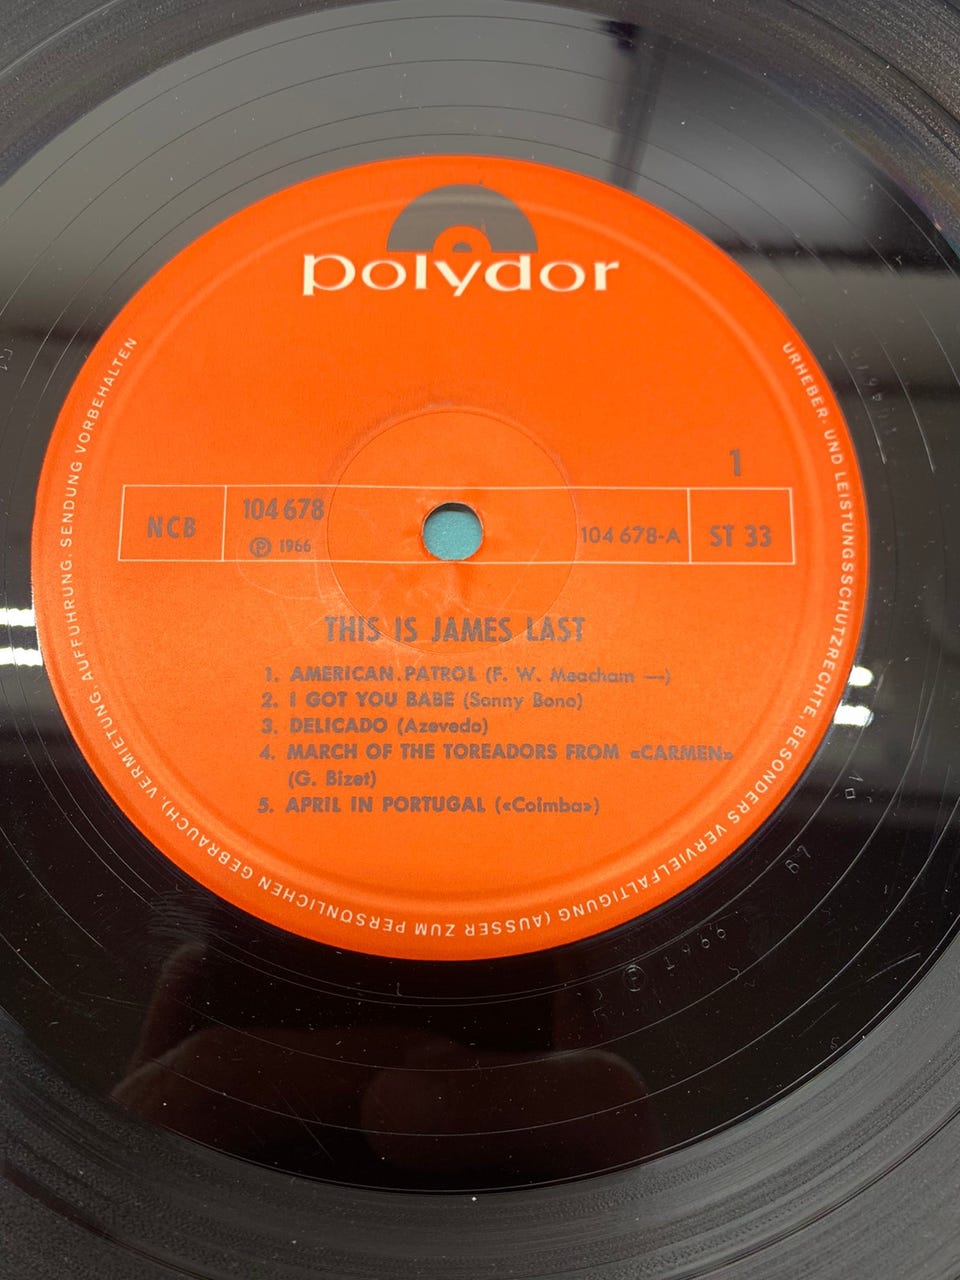 polydor
1
NCB
104 678
℗ 1966
104 678-A
ST 33
THIS IS JAMES LAST
1. AMERICAN.PATROL (F. W. Meacham —)
2. I GOT YOU BABE (Sonny Bono)
3. DELICADO (Azevedo)
4. MARCH OF THE TOREADORS FROM «CARMEN»
(G. Bizet)
5. APRIL IN PORTUGAL («Coimba»)
URHEBER- UND LEISTUNGSSCHUTZRECHTE, BESONDERS VERVIELFÄLTIGUNG (AUSSER ZUM PERSÖNLICHEN GEBRAUCH), VERMIETUNG, AUFFÜHRUNG, SENDUNG VORBEHALTEN
℗ 1966